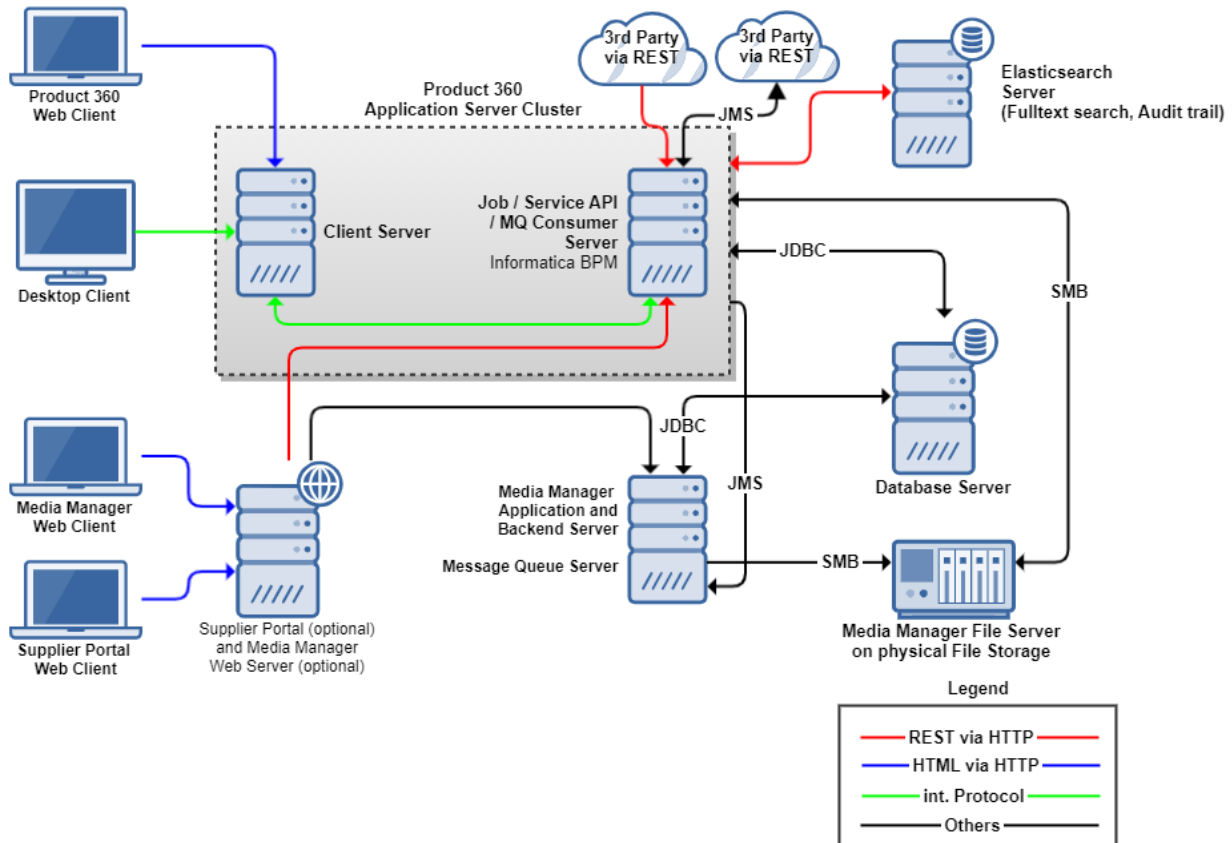 3rd Party
via REST
3rd Party
via REST
Product 360
Web Client
Product 360
Application Server Cluster
JMS
Elasticsearch
Server
(Fulltext search, Audit trail)
Desktop Client
Client Server
Job / Service API
/ MQ Consumer
Server
Informatica BPM
JDBC
SMB
JDBC
JMS
Database Server
Media Manager
Web Client
Media Manager
Application and
Backend Server
Message Queue Server
SMB
Supplier Portal
Web Client
Supplier Portal (optional)
and Media Manager
Web Server (optional)
Media Manager File Server
on physical File Storage
Legend
REST via HTTP
HTML via HTTP
int. Protocol
Others